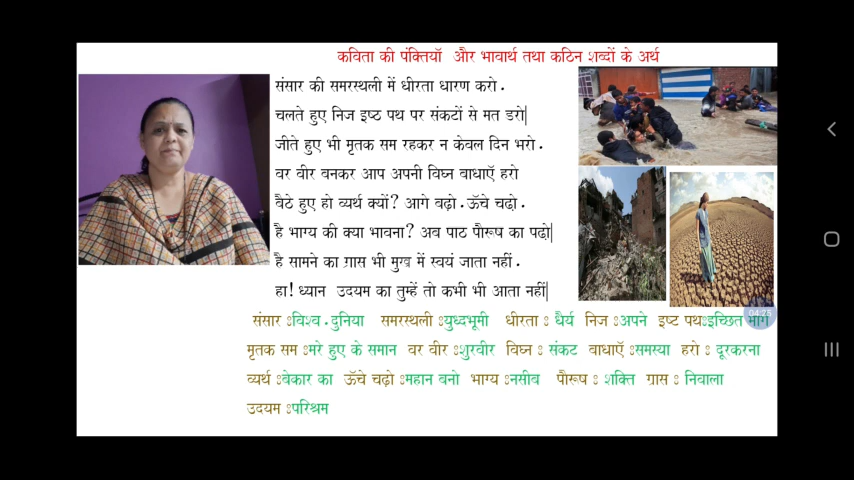 कविता की पंक्तियॉ और भावार्थ तथा कठिन शब्दों के अर्थ
संसार की समरस्थली में धीरता धारण करो.
चलते हुए निज इष्ट पथ पर संकटों से मत डरो|
जीते हुए भी मृतक सम रहकर न केवल दिन भरो.
वर वीर बनकर आप अपनी विघ्न वाधाऍ हरो
बैठे हुए हो व्यर्थ क्यों? आगे बढ़ो.ऊँचे चढ़ो.
है भाग्य की क्या भावना? अब पाठ पौरूष का पढ़ो|
है सामने का ग्रास भी मुख में स्वयं जाता नहीं.
हा! ध्यान उदयम का तुम्हें तो कभी भी आता नहीं|
संसार ःविश्व.दुनिया समरस्थली ःयुध्दभूमी धीरता ः धैर्य निज ःअपने इष्ट पथःइच्छित मार्ग
मृतक सम ःमरे हुए के समान वर वीर ःशुरवीर विघ्न ः संकट वाधाऍ ःसमस्या हरो ः दूरकरना
व्यर्थ ःबेकार का ऊँचे चढ़ो ःमहान बनो भाग्य ःनसीब पौरूष ः शक्ति ग्रास ः निवाला
उदयम ःपरिश्रम
04:25